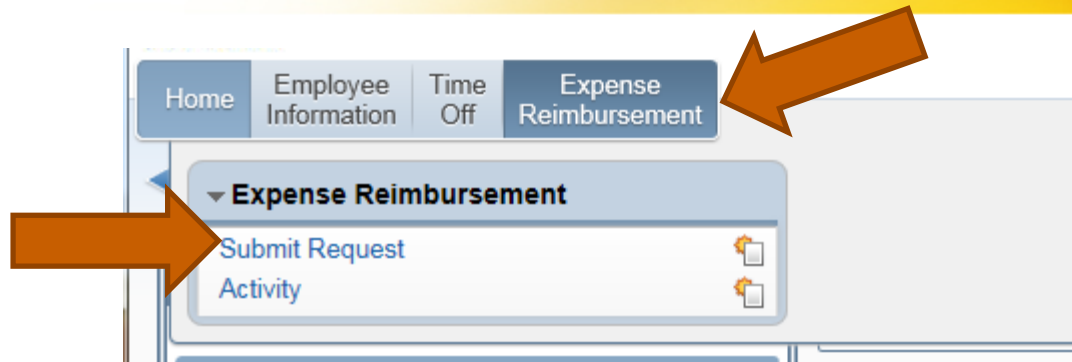 Home
Employee
Information
Time
Off
Expense
Reimbursement
Expense Reimbursement
Submit Request
Activity